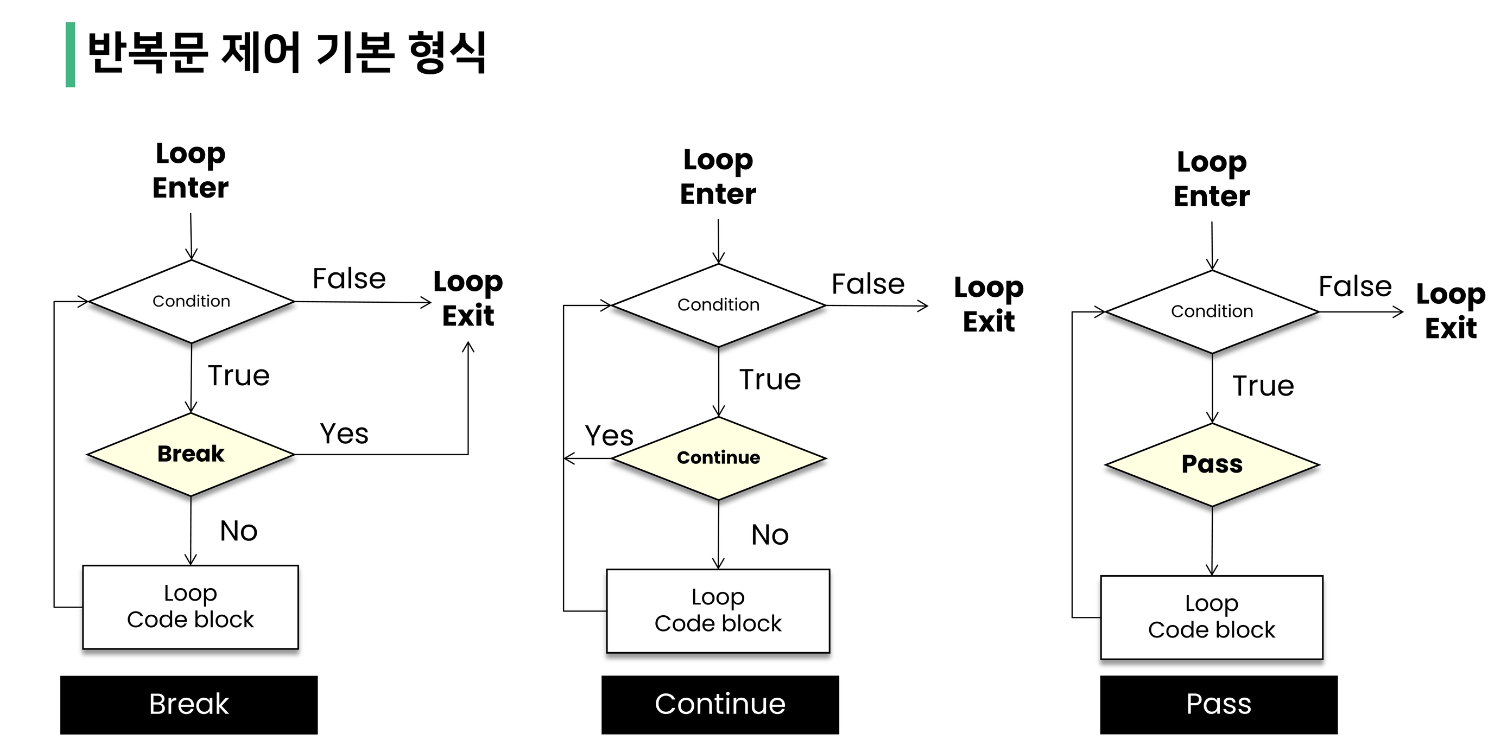 반복문 제어 기본 형식
Loop
Enter
Condition
False
Loop
Exit
True
Break
Yes
No
Loop
Code block
Break
Loop
Enter
Condition
False
Loop
Exit
True
Yes
Continue
No
Loop
Code block
Continue
Loop
Enter
Condition
False
Loop
Exit
True
Pass
Loop
Code block
Pass